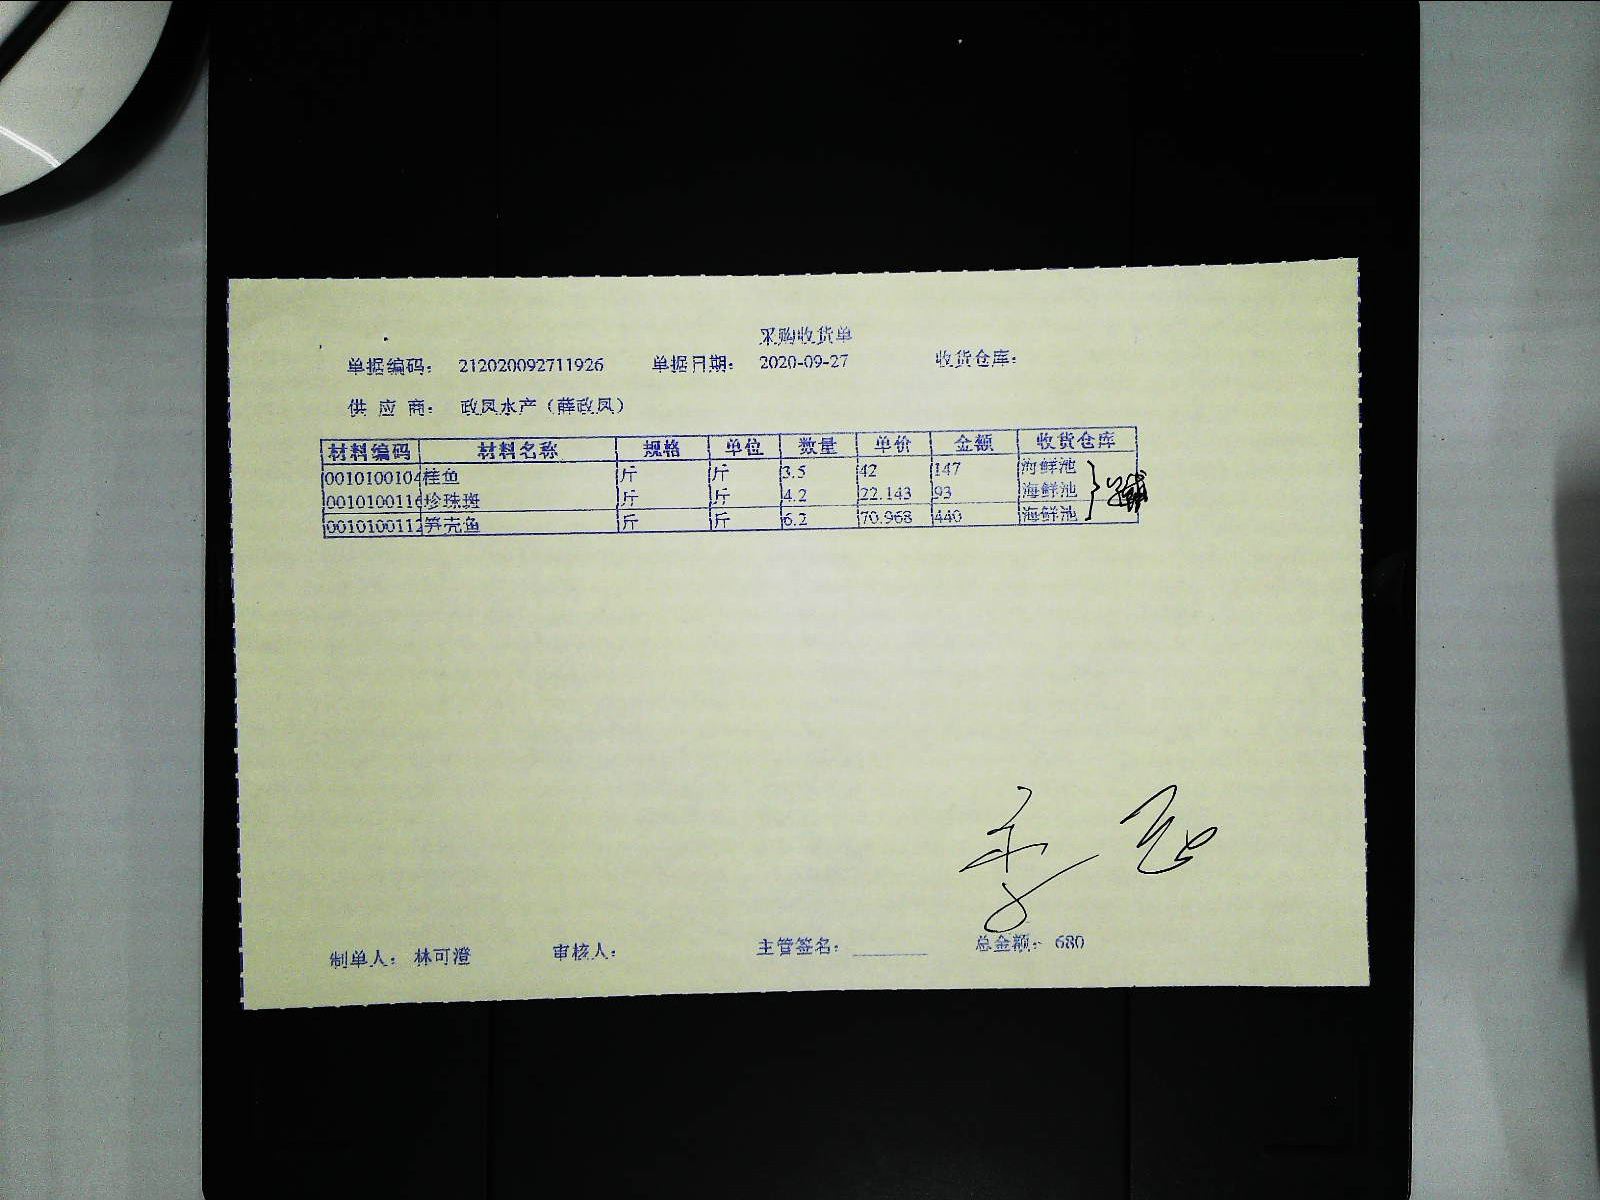 采购收货单
单据编码： 212020092711926 单据日期： 2020-09-27 收货仓库：
供 应 商： 政凤水产（薛政凤）
材料编码 材料名称 规格 单位 数量 单价 金额 收货仓库
0010100104 桂鱼 斤 斤 3.5 42 147 海鲜池
0010100116 珍珠斑 斤 斤 4.2 22.143 93 海鲜池
0010100112 笋壳鱼 斤 斤 6.2 70.968 440 海鲜池
制单人： 林可澄 审核人： 主管签名： 总金额： 680